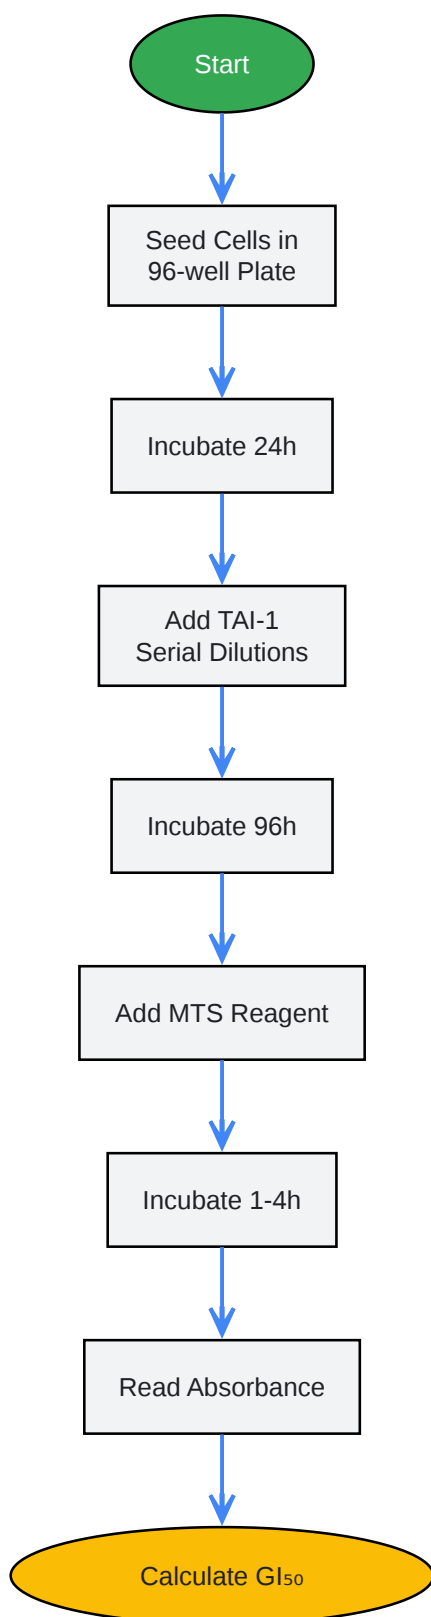 Start
Seed Cells in
96-well Plate
Incubate 24h
Add TAI-1
Serial Dilutions
Incubate 96h
Add MTS Reagent
Incubate 1-4h
Read Absorbance
Calculate GI₅₀